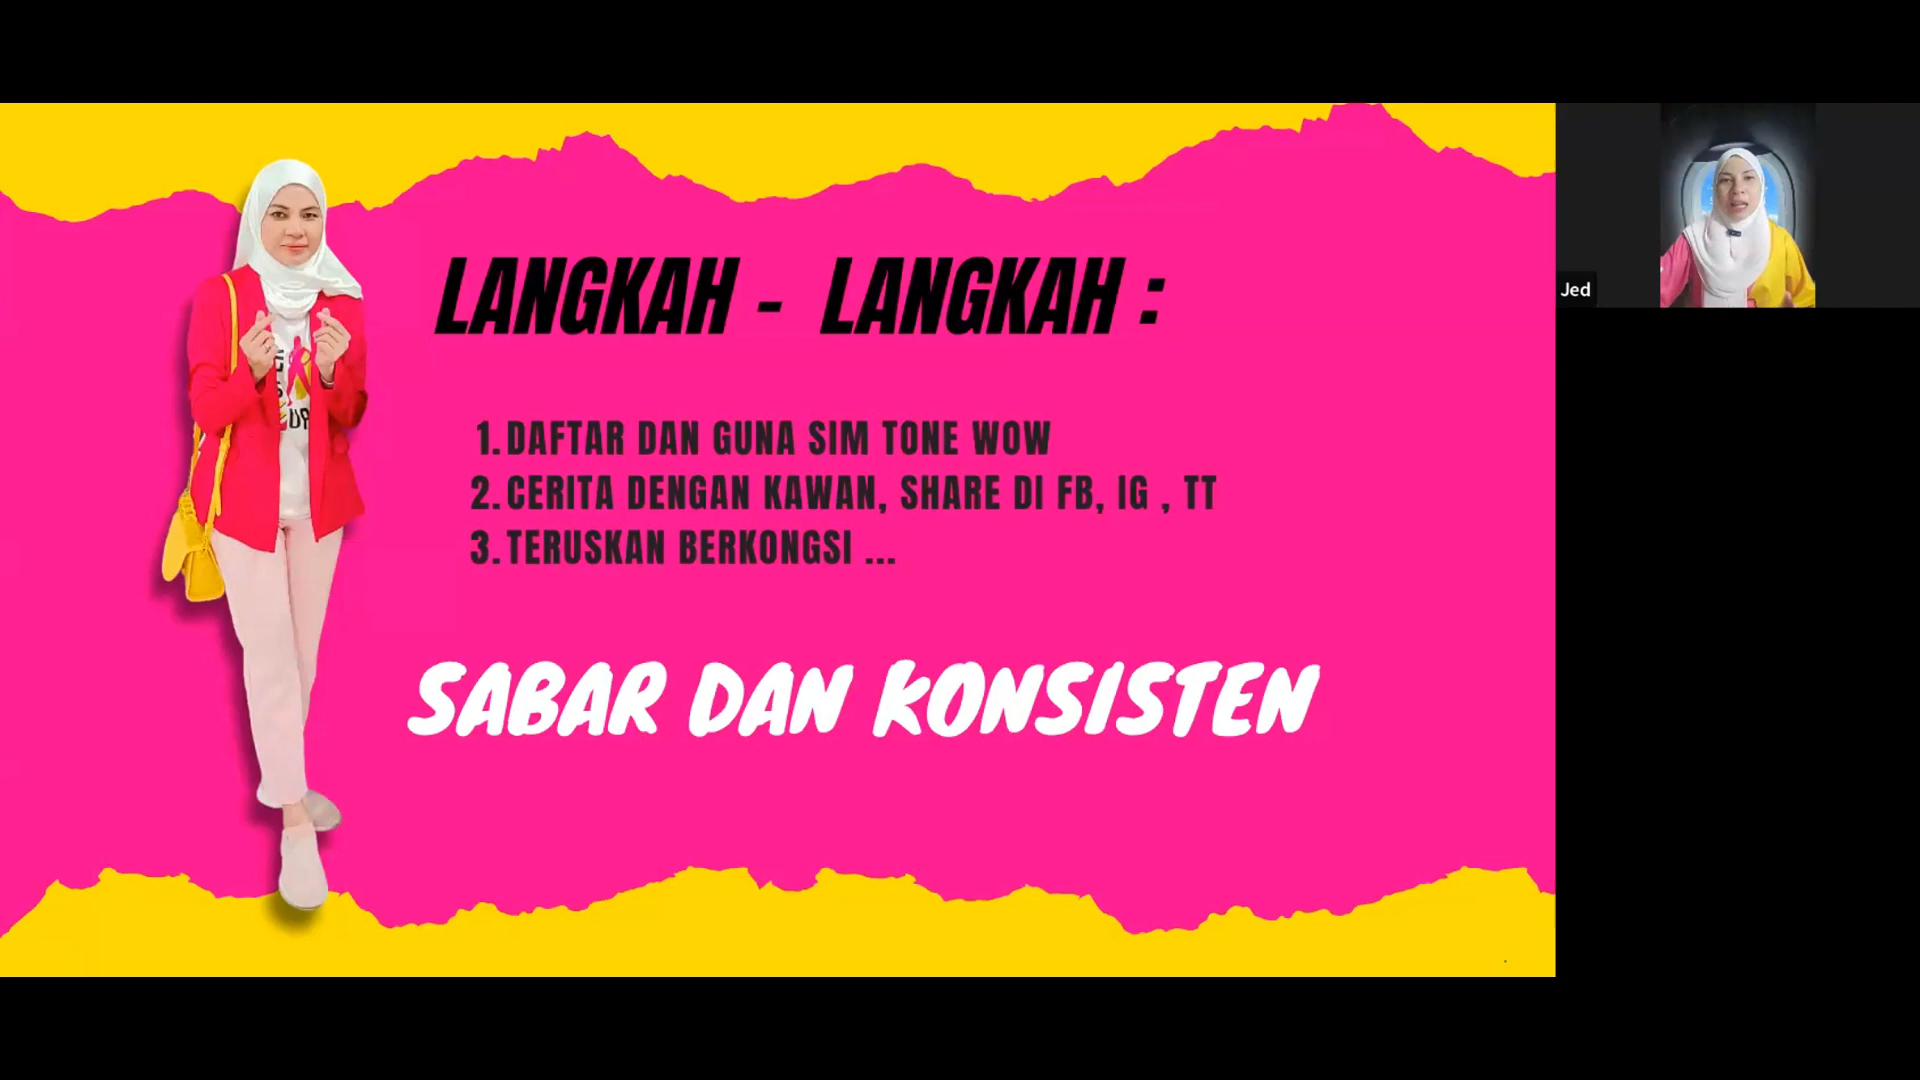 LANGKAH - LANGKAH :
1. DAFTAR DAN GUNA SIM TONE WOW
2. CERITA DENGAN KAWAN, SHARE DI FB, IG , TT
3. TERUSKAN BERKONGSI ...
SABAR DAN KONSISTEN
Jed